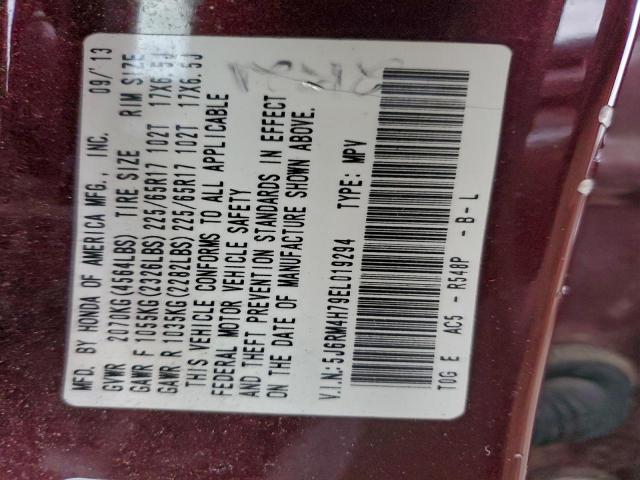 MFD. BY HONDA OF AMERICA MFG., INC. 09/13
GVWR 2070KG(4564LBS) TIRE SIZE RIM SIZE
GAWR F 1055KG(2326LBS) 225/65R17 102T 17X6.5J
GAWR R 1035KG(2282LBS) 225/65R17 102T 17X6.5J
THIS VEHICLE CONFORMS TO ALL APPLICABLE
FEDERAL MOTOR VEHICLE SAFETY
AND THEFT PREVENTION STANDARDS IN EFFECT
ON THE DATE OF MANUFACTURE SHOWN ABOVE.
V.I.N.: 5J6RM4H79EL019294 TYPE: MPV
TOG E AC5 - R548P - B - L